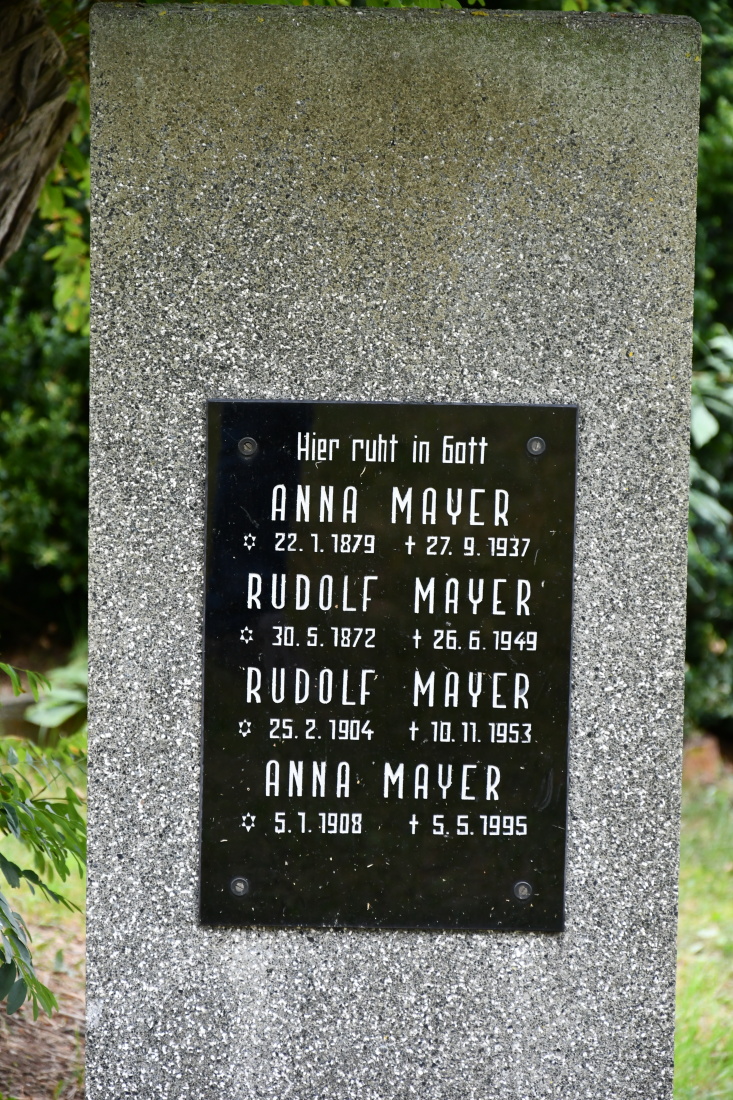 Hier ruht in Gott
ANNA MAYER
✡ 22. 1. 1879 † 27. 9. 1937
RUDOLF MAYER
✡ 30. 5. 1872 † 26. 6. 1949
RUDOLF MAYER
✡ 25. 2. 1904 † 10. 11. 1953
ANNA MAYER
✡ 5. 1. 1908 † 5. 5. 1995